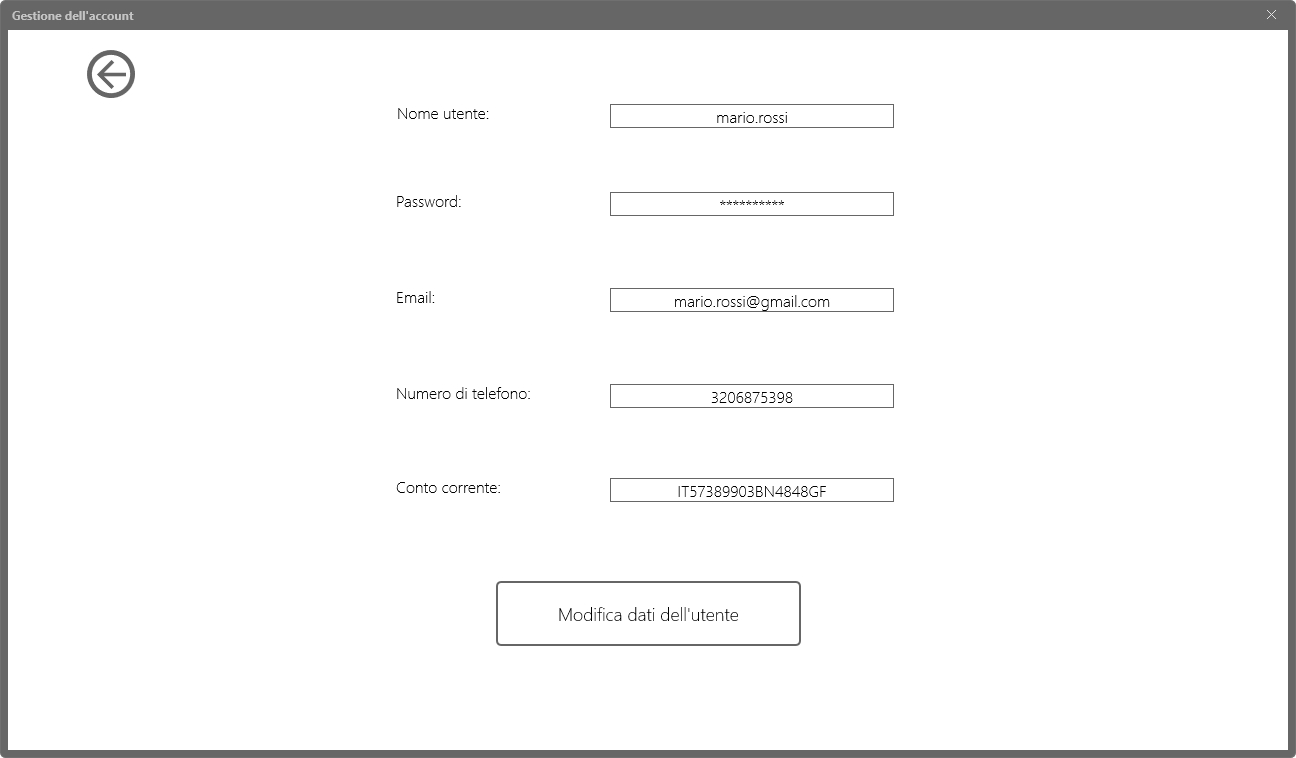 Gestione dell'account
Nome utente: mario.rossi
Password: **********
Email: mario.rossi@gmail.com
Numero di telefono: 3206875398
Conto corrente: IT57389903BN4848GF
Modifica dati dell'utente